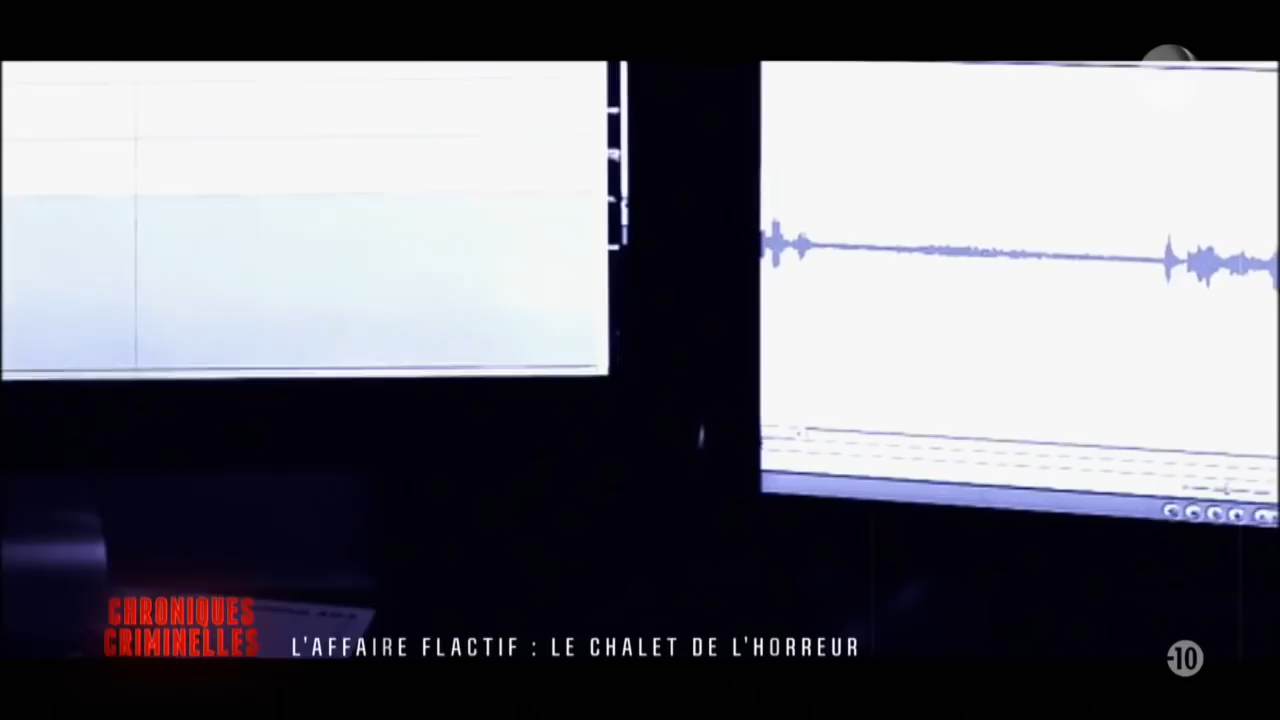 CHRONIQUES
CRIMINELLES
L'AFFAIRE FLACTIF : LE CHALET DE L'HORREUR
-10